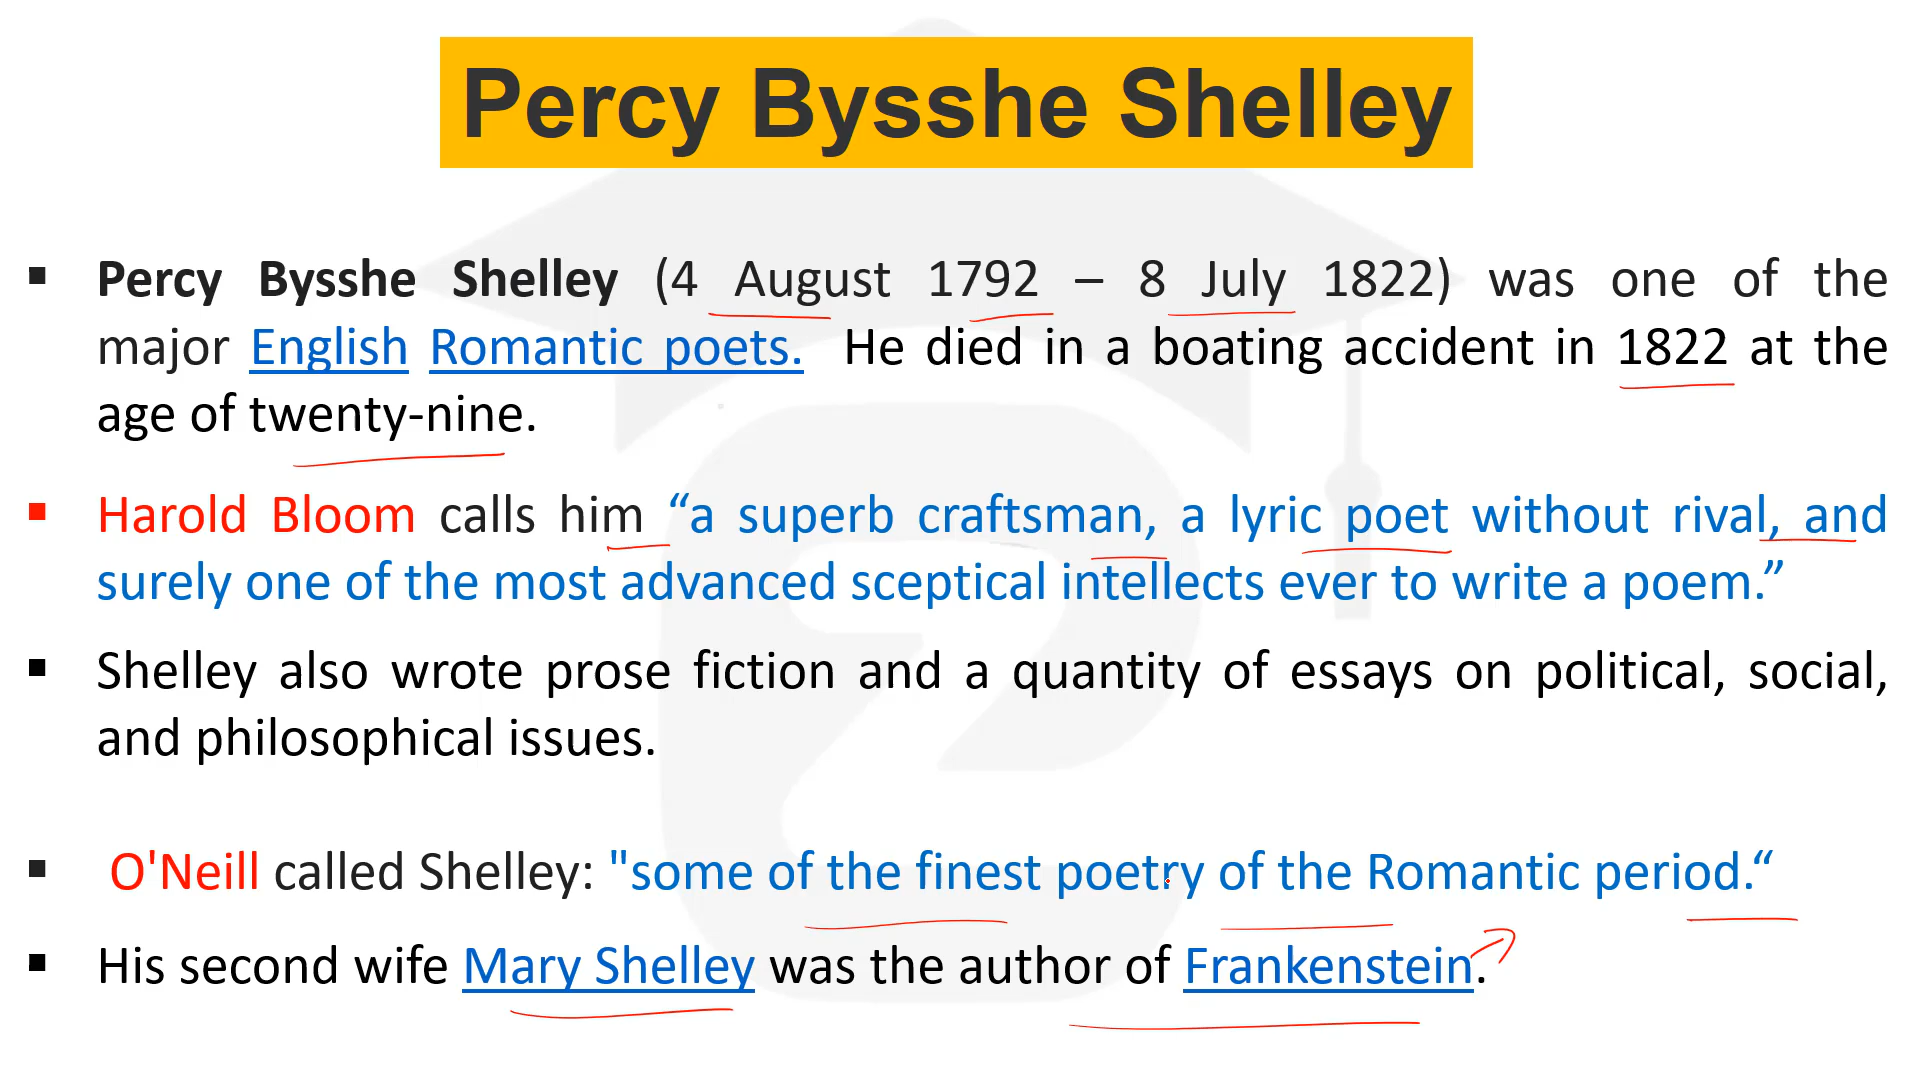 Percy Bysshe Shelley
▪ Percy Bysshe Shelley (4 August 1792 – 8 July 1822) was one of the
major English Romantic poets. He died in a boating accident in 1822 at the
age of twenty-nine.
▪ Harold Bloom calls him “a superb craftsman, a lyric poet without rival, and
surely one of the most advanced sceptical intellects ever to write a poem.”
▪ Shelley also wrote prose fiction and a quantity of essays on political, social,
and philosophical issues.
▪ O'Neill called Shelley: "some of the finest poetry of the Romantic period.“
▪ His second wife Mary Shelley was the author of Frankenstein.